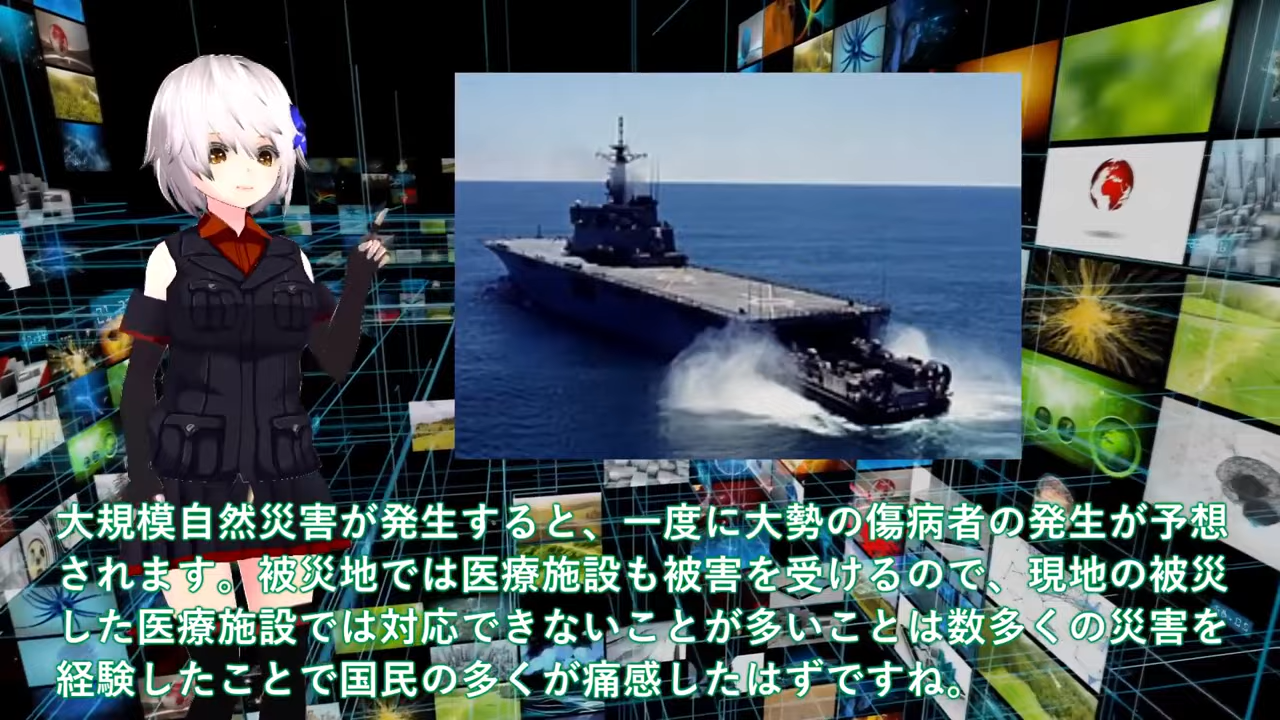 大規模自然災害が発生すると、一度に大勢の傷病者の発生が予想
されます。被災地では医療施設も被害を受けるので、現地の被災
した医療施設では対応できないことが多いことは数多くの災害を
経験したことで国民の多くが痛感したはずですね。